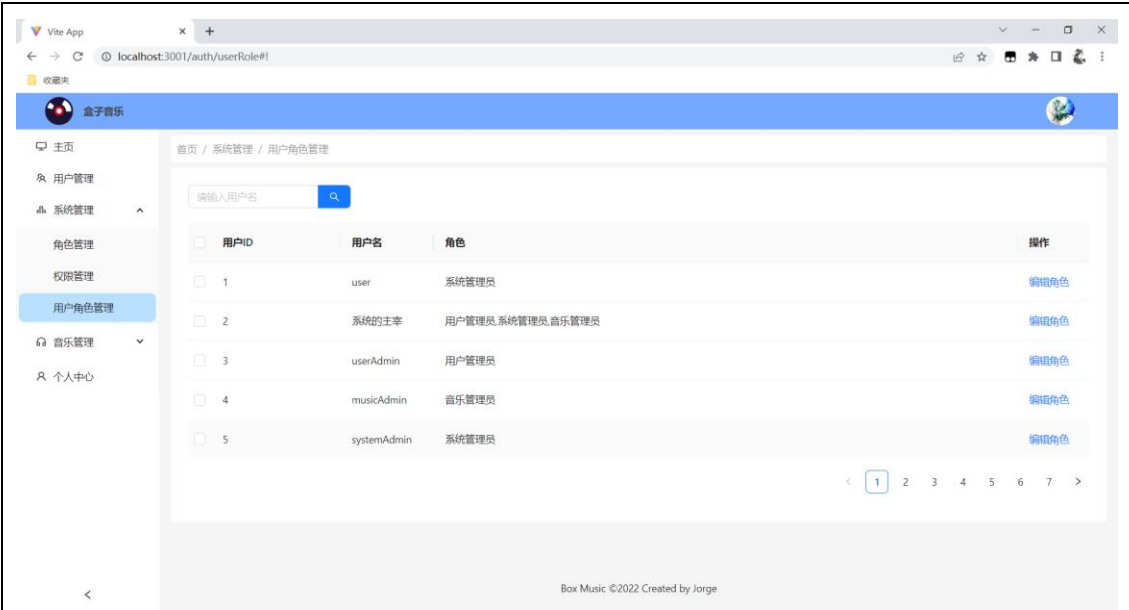 Vite App
localhost:3001/auth/userRole#!
收藏夹
盒子音乐
主页
首页 / 系统管理 / 用户角色管理
用户管理
请输入用户名
系统管理
角色管理
权限管理
用户角色管理
音乐管理
个人中心
用户ID 用户名 角色 操作
1 user 系统管理员 编辑角色
2 系统的主宰 用户管理员,系统管理员,音乐管理员 编辑角色
3 userAdmin 用户管理员 编辑角色
4 musicAdmin 音乐管理员 编辑角色
5 systemAdmin 系统管理员 编辑角色
< 1 2 3 4 5 6 7 >
Box Music ©2022 Created by Jorge